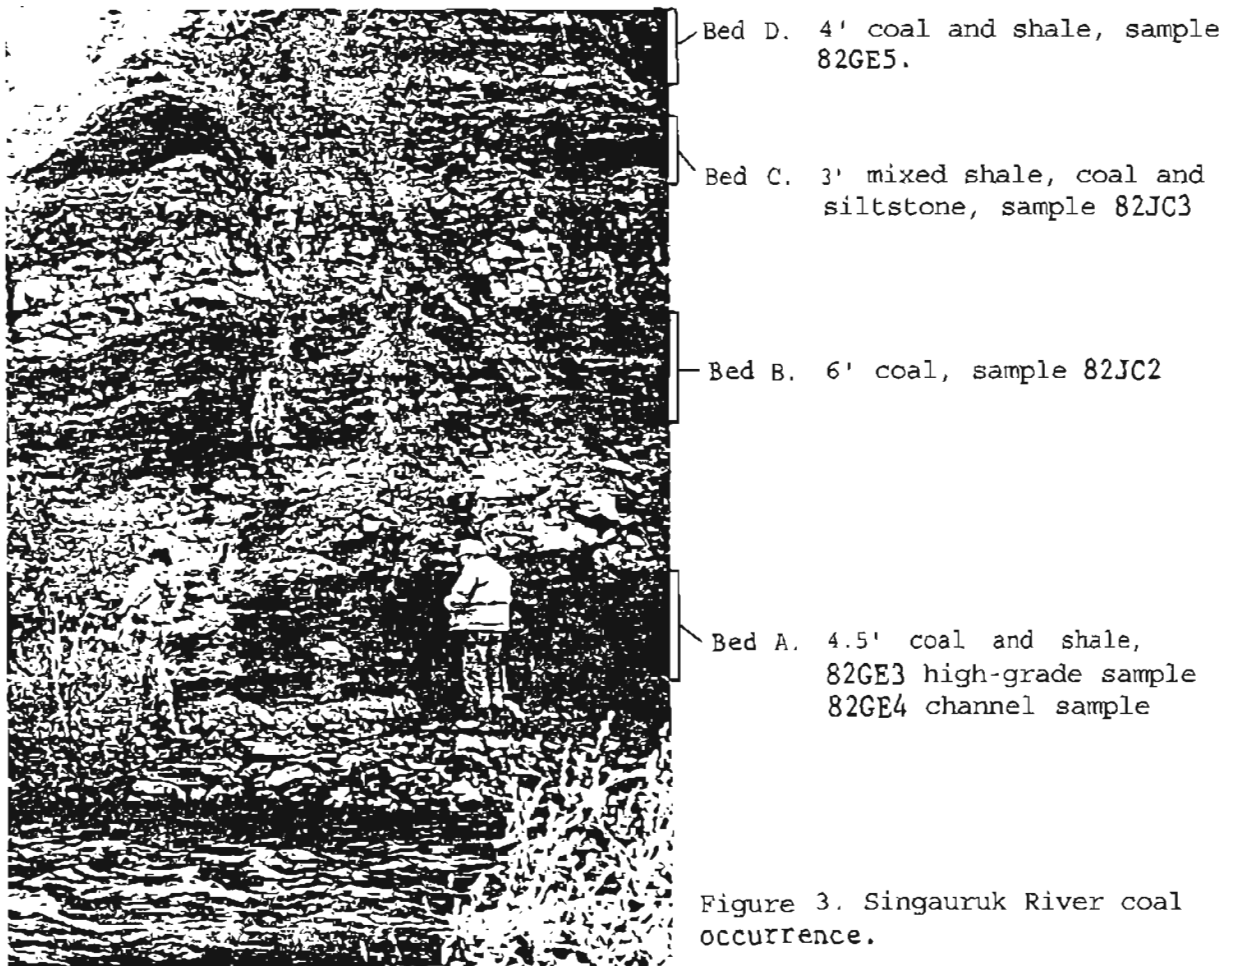 Bed D. 4' coal and shale, sample
82GE5.
Bed C. 3' mixed shale, coal and
siltstone, sample 82JC3
Bed B. 6' coal, sample 82JC2
Bed A. 4.5' coal and shale,
82GE3 high-grade sample
82GE4 channel sample
Figure 3. Singauruk River coal
occurrence.